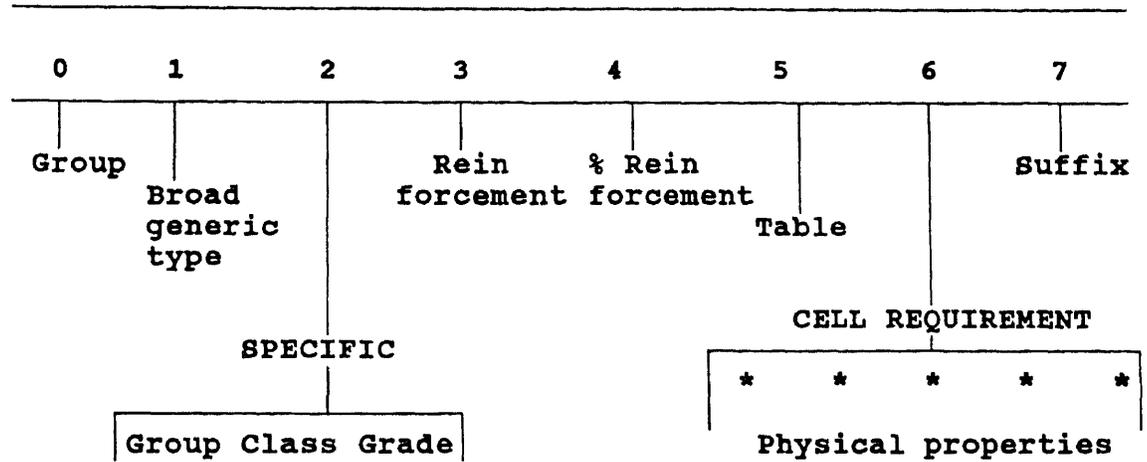 0 1 2 3 4 5 6 7
Group
Broad
generic
type
SPECIFIC
Group Class Grade
Rein
forcement
% Rein
forcement
Table
CELL REQUIREMENT
* * * * *
Physical properties
Suffix